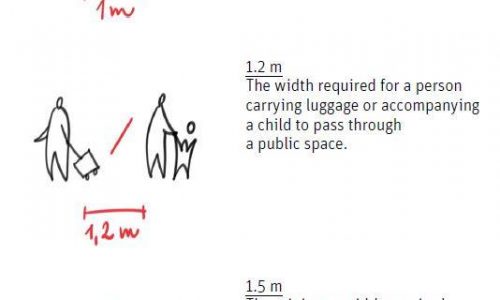 1m
1.2 m
The width required for a person
carrying luggage or accompanying
a child to pass through
a public space.
1,2 m
1.5 m